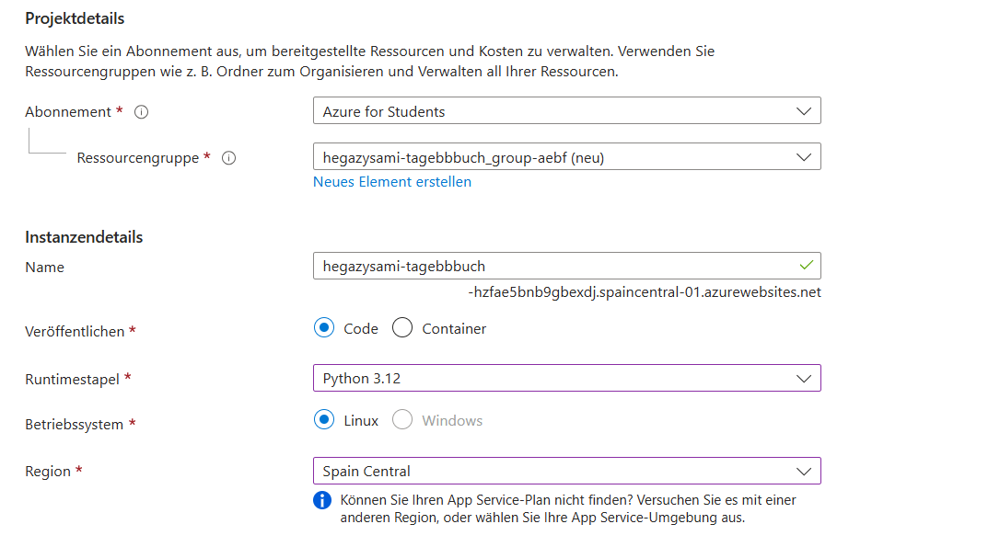 Projektdetails
Wählen Sie ein Abonnement aus, um bereitgestellte Ressourcen und Kosten zu verwalten. Verwenden Sie
Ressourcengruppen wie z. B. Ordner zum Organisieren und Verwalten all Ihrer Ressourcen.
Abonnement *
Azure for Students
Ressourcengruppe *
hegazysami-tagebbbuch_group-aebf (neu)
Neues Element erstellen
Instanzendetails
Name
hegazysami-tagebbbuch
-hzfae5bnb9gbexdj.spaincentral-01.azurewebsites.net
Veröffentlichen *
Code
Container
Runtimestapel *
Python 3.12
Betriebssystem *
Linux
Windows
Region *
Spain Central
Können Sie Ihren App Service-Plan nicht finden? Versuchen Sie es mit einer
anderen Region, oder wählen Sie Ihre App Service-Umgebung aus.